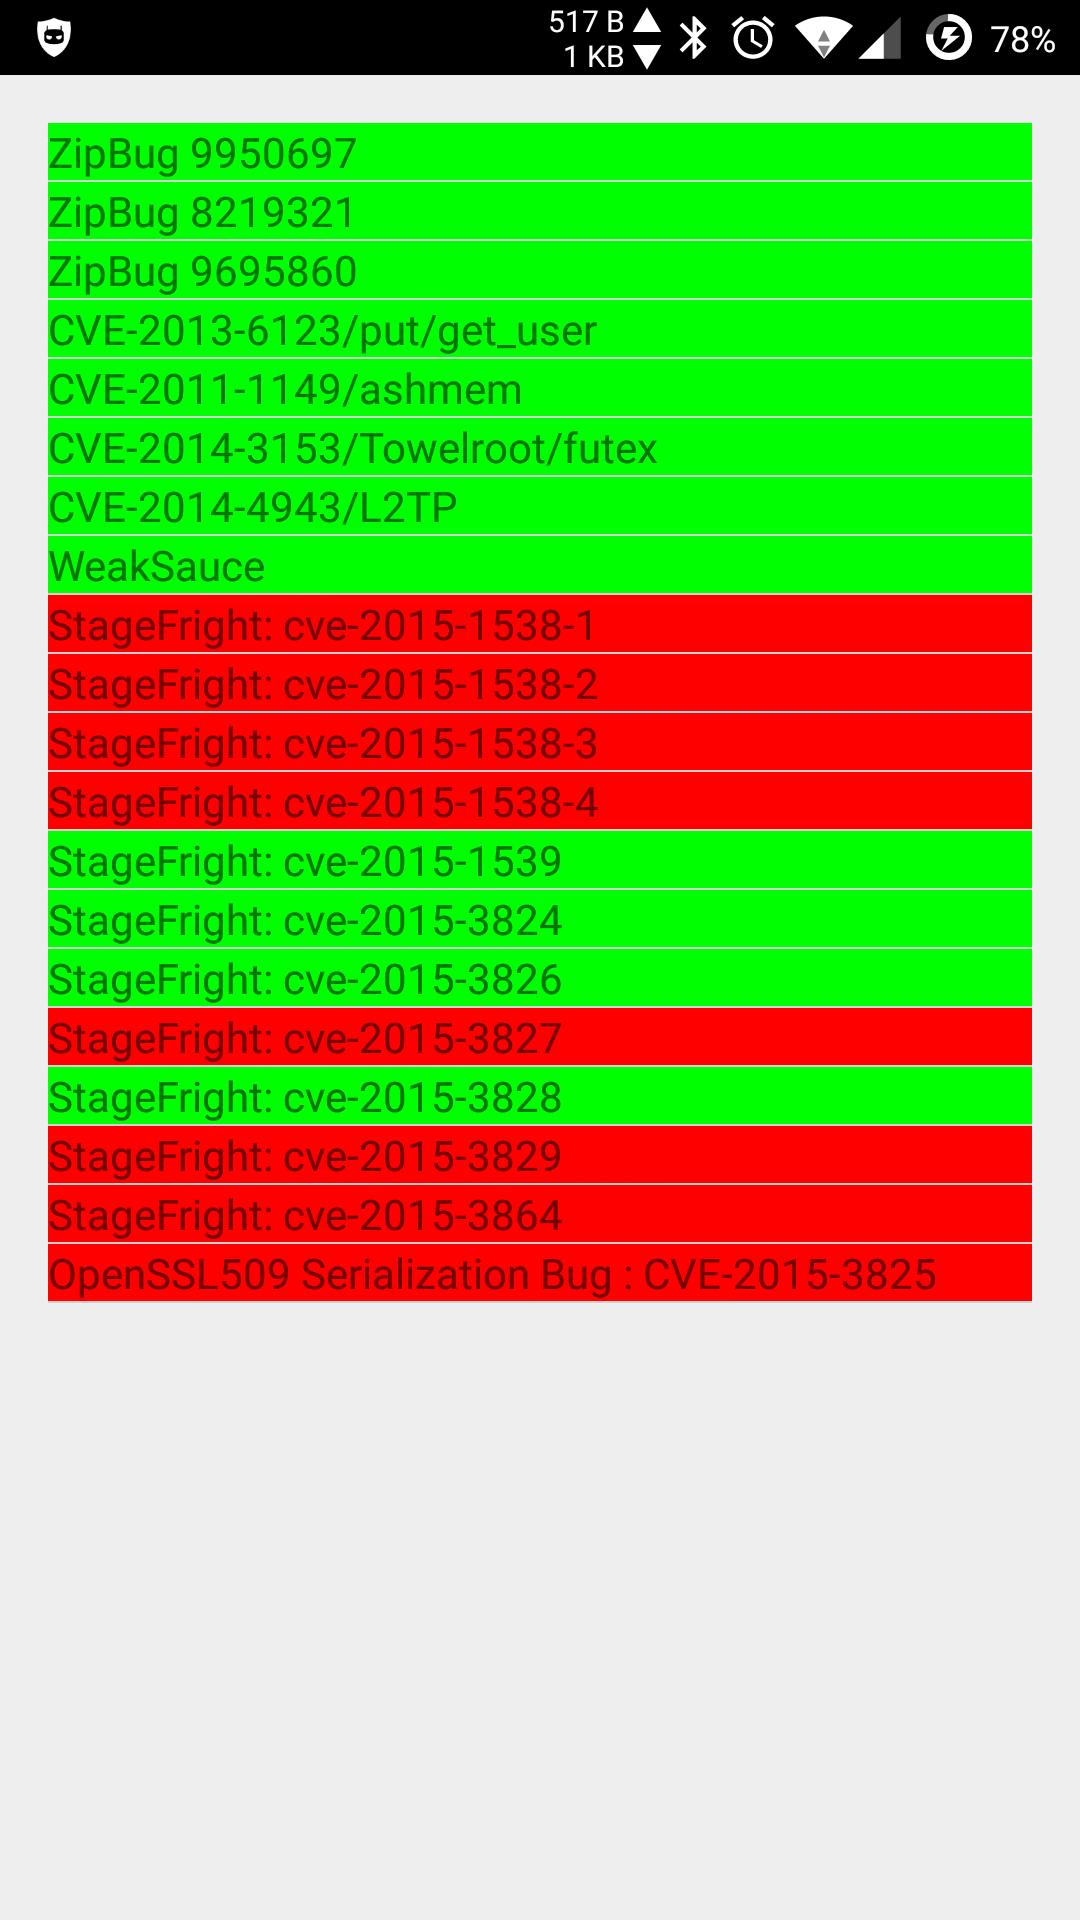 517 B
1 KB
78%
ZipBug 9950697
ZipBug 8219321
ZipBug 9695860
CVE-2013-6123/put/get_user
CVE-2011-1149/ashmem
CVE-2014-3153/Towelroot/futex
CVE-2014-4943/L2TP
WeakSauce
StageFright: cve-2015-1538-1
StageFright: cve-2015-1538-2
StageFright: cve-2015-1538-3
StageFright: cve-2015-1538-4
StageFright: cve-2015-1539
StageFright: cve-2015-3824
StageFright: cve-2015-3826
StageFright: cve-2015-3827
StageFright: cve-2015-3828
StageFright: cve-2015-3829
StageFright: cve-2015-3864
OpenSSL509 Serialization Bug : CVE-2015-3825